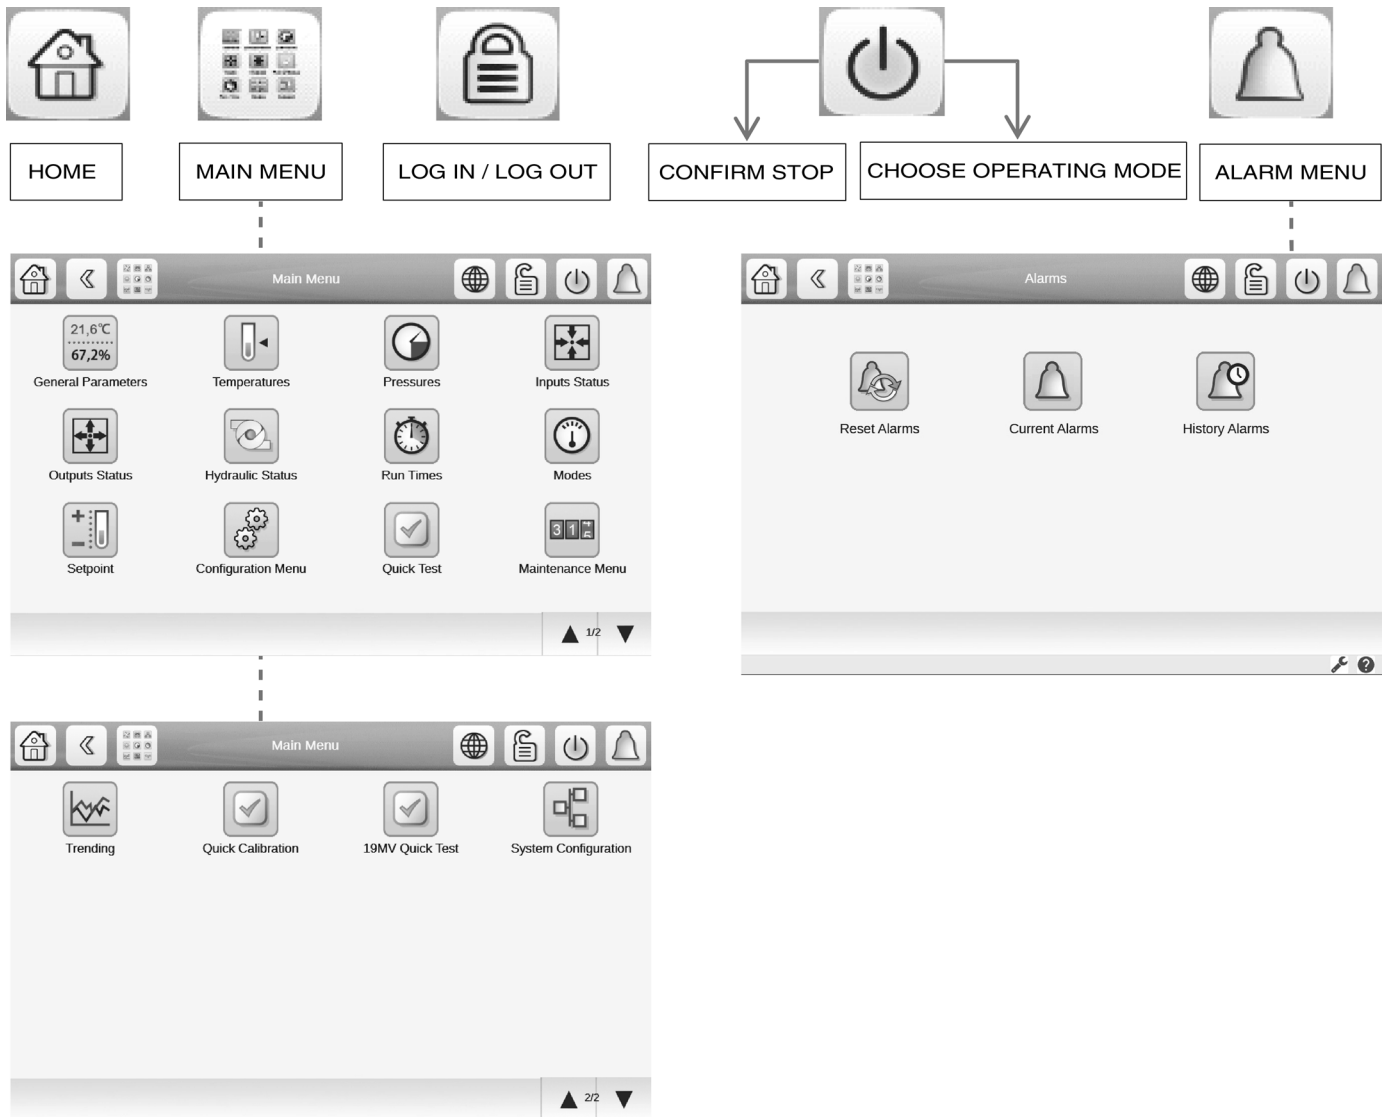 HOME
MAIN MENU
LOG IN / LOG OUT
CONFIRM STOP
CHOOSE OPERATING MODE
ALARM MENU
Main Menu
21,6°C
67,2%
General Parameters
Temperatures
Pressures
Inputs Status
Outputs Status
Hydraulic Status
Run Times
Modes
Setpoint
Configuration Menu
Quick Test
3 1
Maintenance Menu
1/2
Alarms
Reset Alarms
Current Alarms
History Alarms
Main Menu
Trending
Quick Calibration
19MV Quick Test
System Configuration
2/2